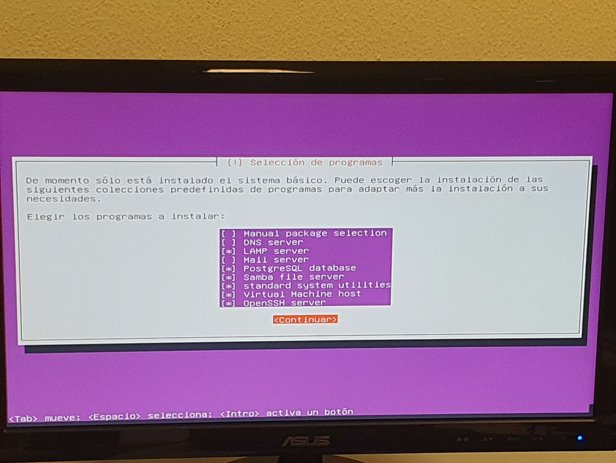 [!] Selección de programas
De momento sólo está instalado el sistema básico. Puede escoger la instalación de las
siguientes colecciones predefinidas de programas para adaptar más la instalación a sus
necesidades.
Elegir los programas a instalar:
[ ] Manual package selection
[ ] DNS server
[*] LAMP server
[ ] Mail server
[*] PostgreSQL database
[*] Samba file server
[*] standard system utilities
[*] Virtual Machine host
[*] OpenSSH server
<Continuar>
<Tab> mueve; <Espacio> selecciona; <Intro> activa un botón
ASUS